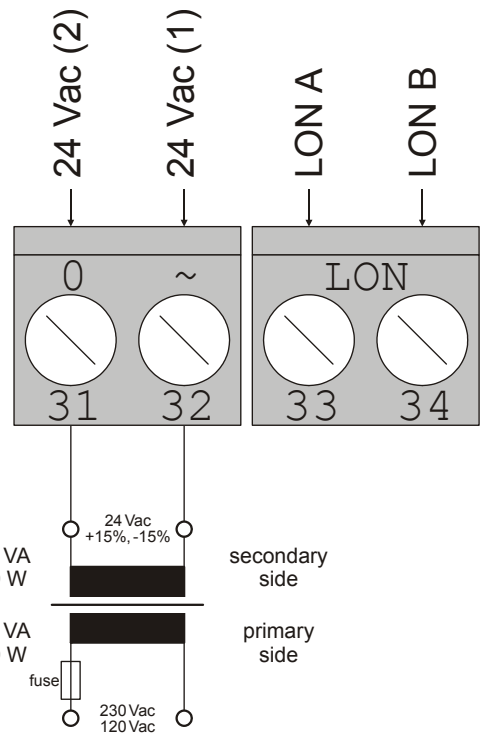 24 Vac (2)
24 Vac (1)
LON A
LON B
0
~
LON
31
32
33
34
24 Vac
+15%, -15%
VA
W
secondary
side
VA
W
primary
side
fuse
230 Vac
120 Vac